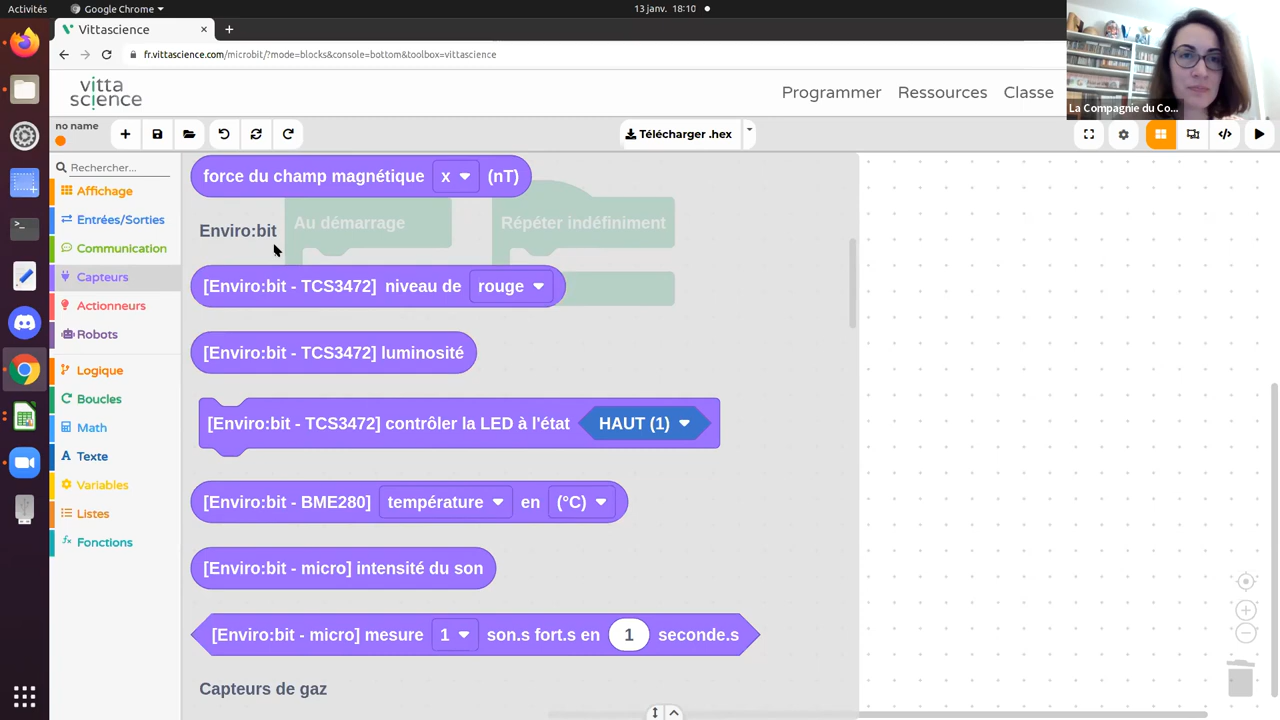 Activités
Google Chrome
13 janv. 18:10
Vittascience
fr.vittascience.com/microbit/?mode=blocks&console=bottom&toolbox=vittascience
La Compagnie du Co...
vitta
science
Programmer
Ressources
Classe
no name
Télécharger .hex
Rechercher...
Affichage
Entrées/Sorties
Communication
Capteurs
Actionneurs
Robots
Logique
Boucles
Math
Texte
Variables
Listes
Fonctions
force du champ magnétique x (nT)
Au démarrage
Répéter indéfiniment
Enviro:bit
[Enviro:bit - TCS3472] niveau de rouge
[Enviro:bit - TCS3472] luminosité
[Enviro:bit - TCS3472] contrôler la LED à l'état HAUT (1)
[Enviro:bit - BME280] température en (°C)
[Enviro:bit - micro] intensité du son
[Enviro:bit - micro] mesure 1 son.s fort.s en 1 seconde.s
Capteurs de gaz